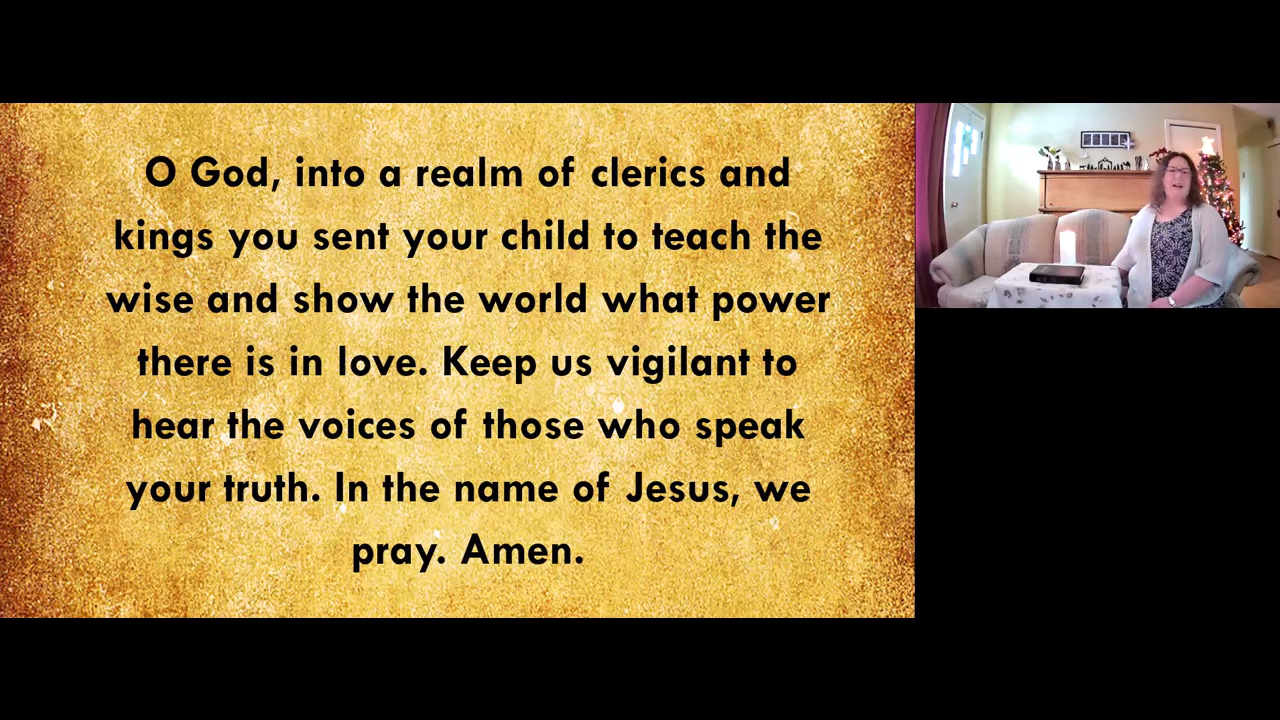 O God, into a realm of clerics and
kings you sent your child to teach the
wise and show the world what power
there is in love. Keep us vigilant to
hear the voices of those who speak
your truth. In the name of Jesus, we
pray. Amen.